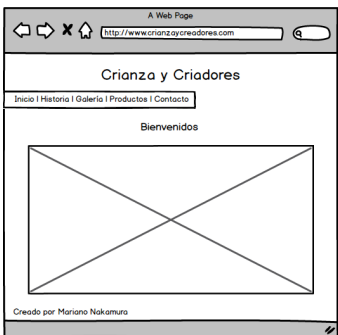 A Web Page
http://www.crianzaycreadores.com
Crianza y Criadores
Inicio | Historia | Galería | Productos | Contacto
Bienvenidos
Creado por Mariano Nakamura